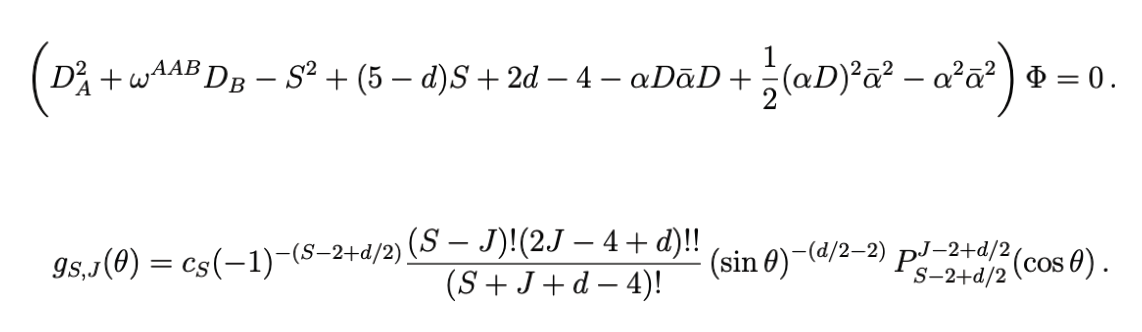 \left( D_A^2 + \omega^{AAB} D_B - S^2 + (5-d)S + 2d - 4 - \alpha D \bar{\alpha} D + \frac{1}{2} (\alpha D)^2 \bar{\alpha}^2 - \alpha^2 \bar{\alpha}^2 \right) \Phi = 0 \, .
g_{S,J}(\theta) = c_S (-1)^{-(S-2+d/2)} \frac{(S-J)!(2J-4+d)!!}{(S+J+d-4)!} (\sin\theta)^{-(d/2-2)} P_{S-2+d/2}^{J-2+d/2}(\cos\theta) \, .